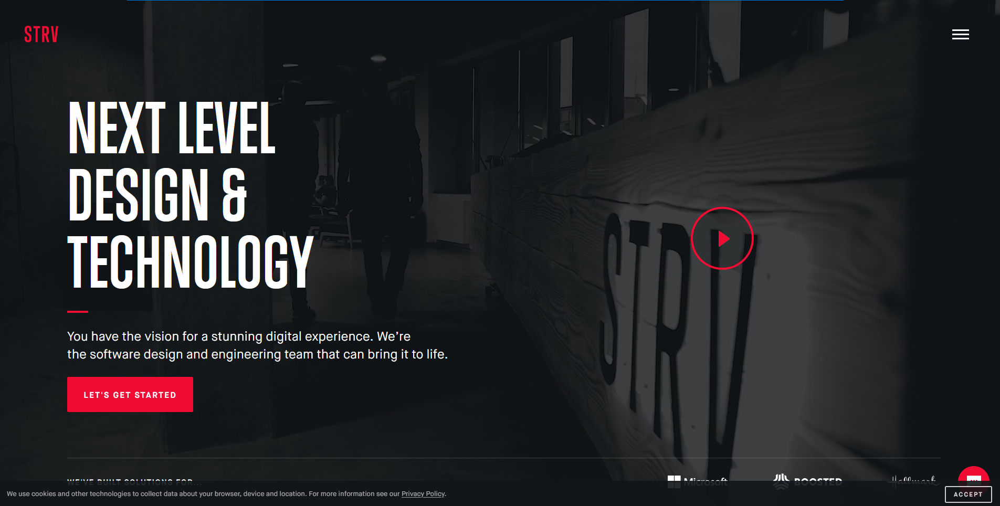 STRV
NEXT LEVEL
DESIGN &
TECHNOLOGY
You have the vision for a stunning digital experience. We’re
the software design and engineering team that can bring it to life.
LET'S GET STARTED
STRV
WE'VE BUILT SOLUTIONS FOR...
Microsoft
BOOSTED
Hallmark
We use cookies and other technologies to collect data about your browser, device and location. For more information see our Privacy Policy.
ACCEPT